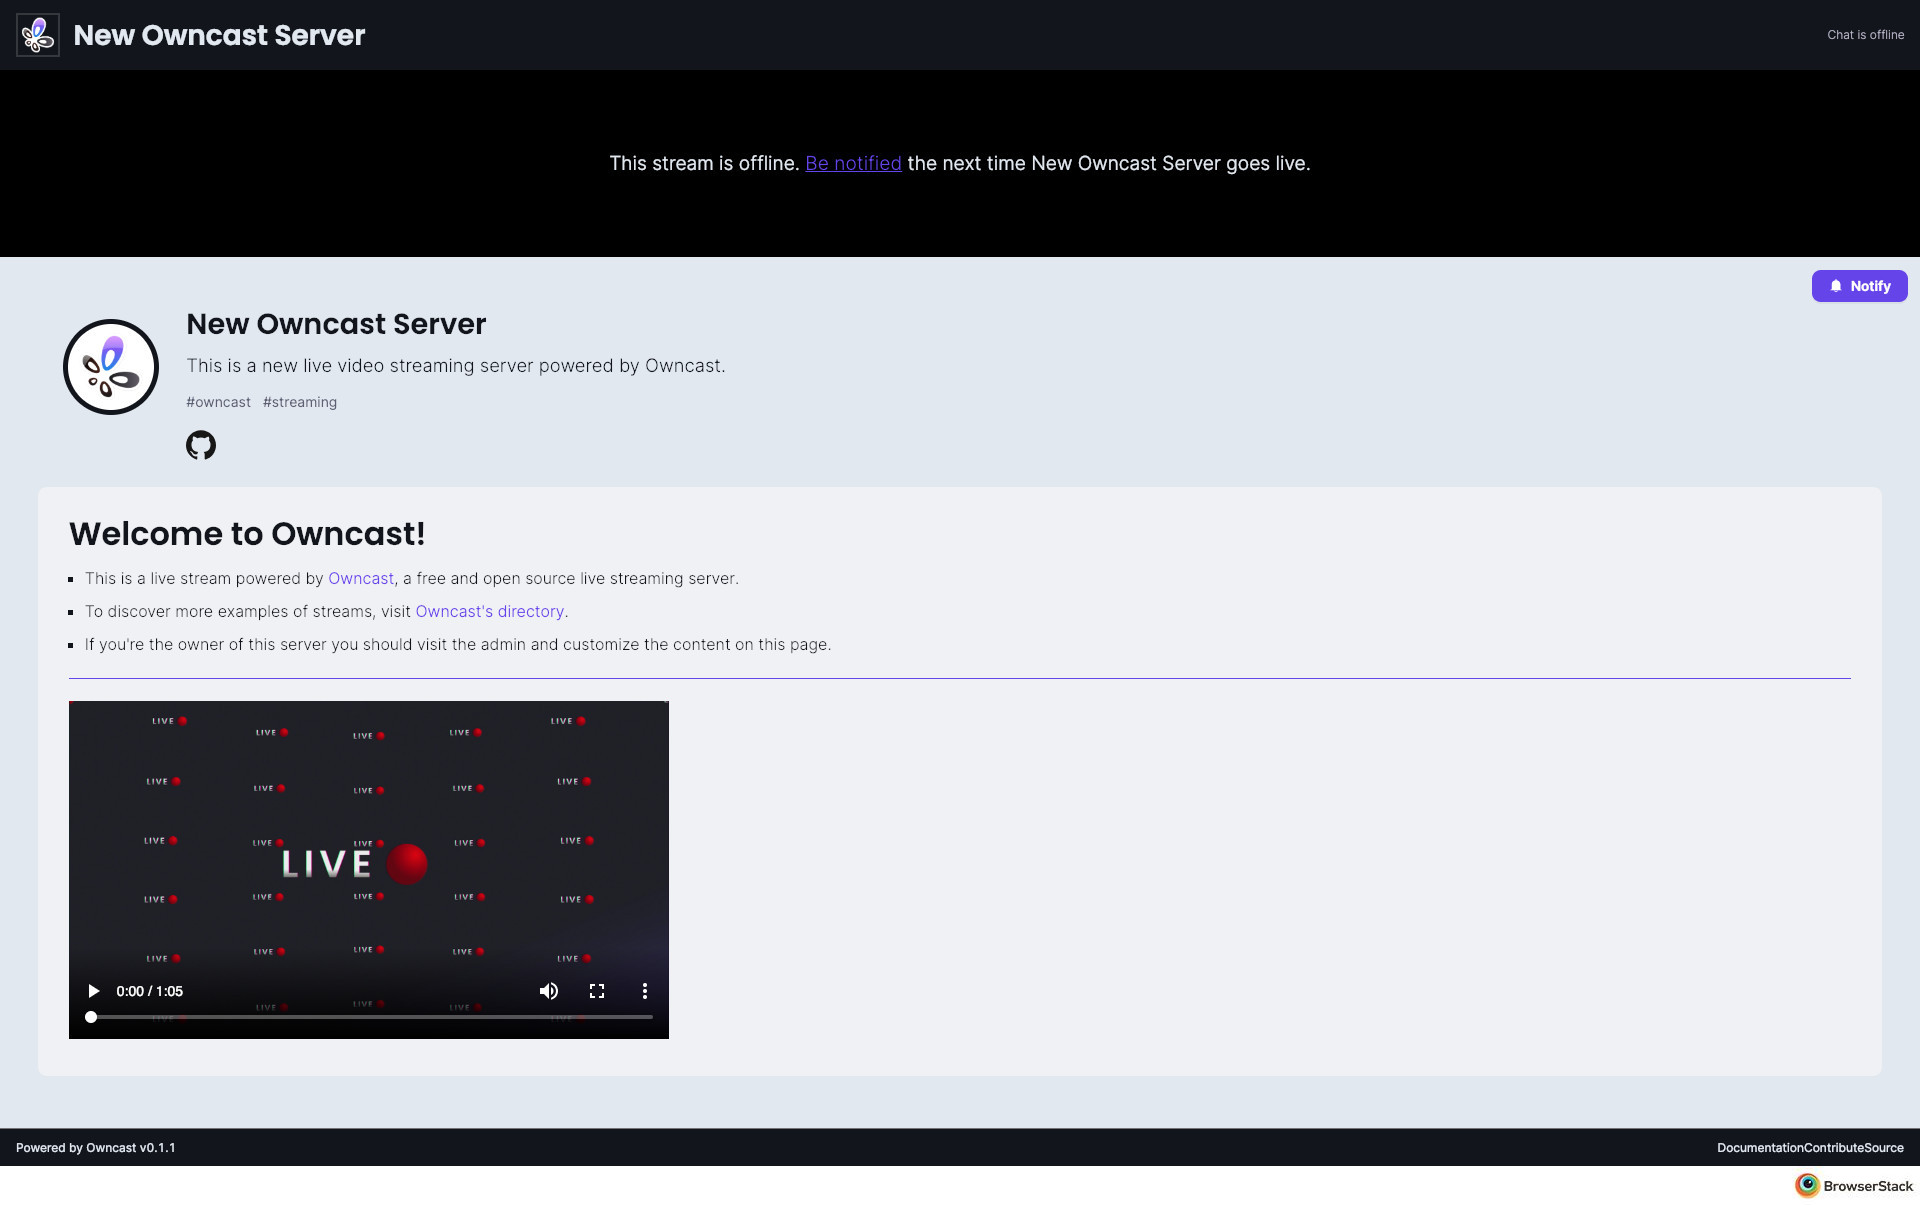 New Owncast Server
Chat is offline
This stream is offline. Be notified the next time New Owncast Server goes live.
Notify
New Owncast Server
This is a new live video streaming server powered by Owncast.
#owncast #streaming
Welcome to Owncast!
This is a live stream powered by Owncast, a free and open source live streaming server.
To discover more examples of streams, visit Owncast's directory.
If you're the owner of this server you should visit the admin and customize the content on this page.
LIVE LIVE LIVE LIVE LIVE
LIVE LIVE LIVE LIVE LIVE
LIVE LIVE LIVE LIVE LIVE
LIVE
LIVE LIVE LIVE LIVE LIVE
LIVE LIVE LIVE LIVE LIVE
0:00 / 1:05
LIVE LIVE LIVE LIVE LIVE
Powered by Owncast v0.1.1
DocumentationContributeSource
BrowserStack